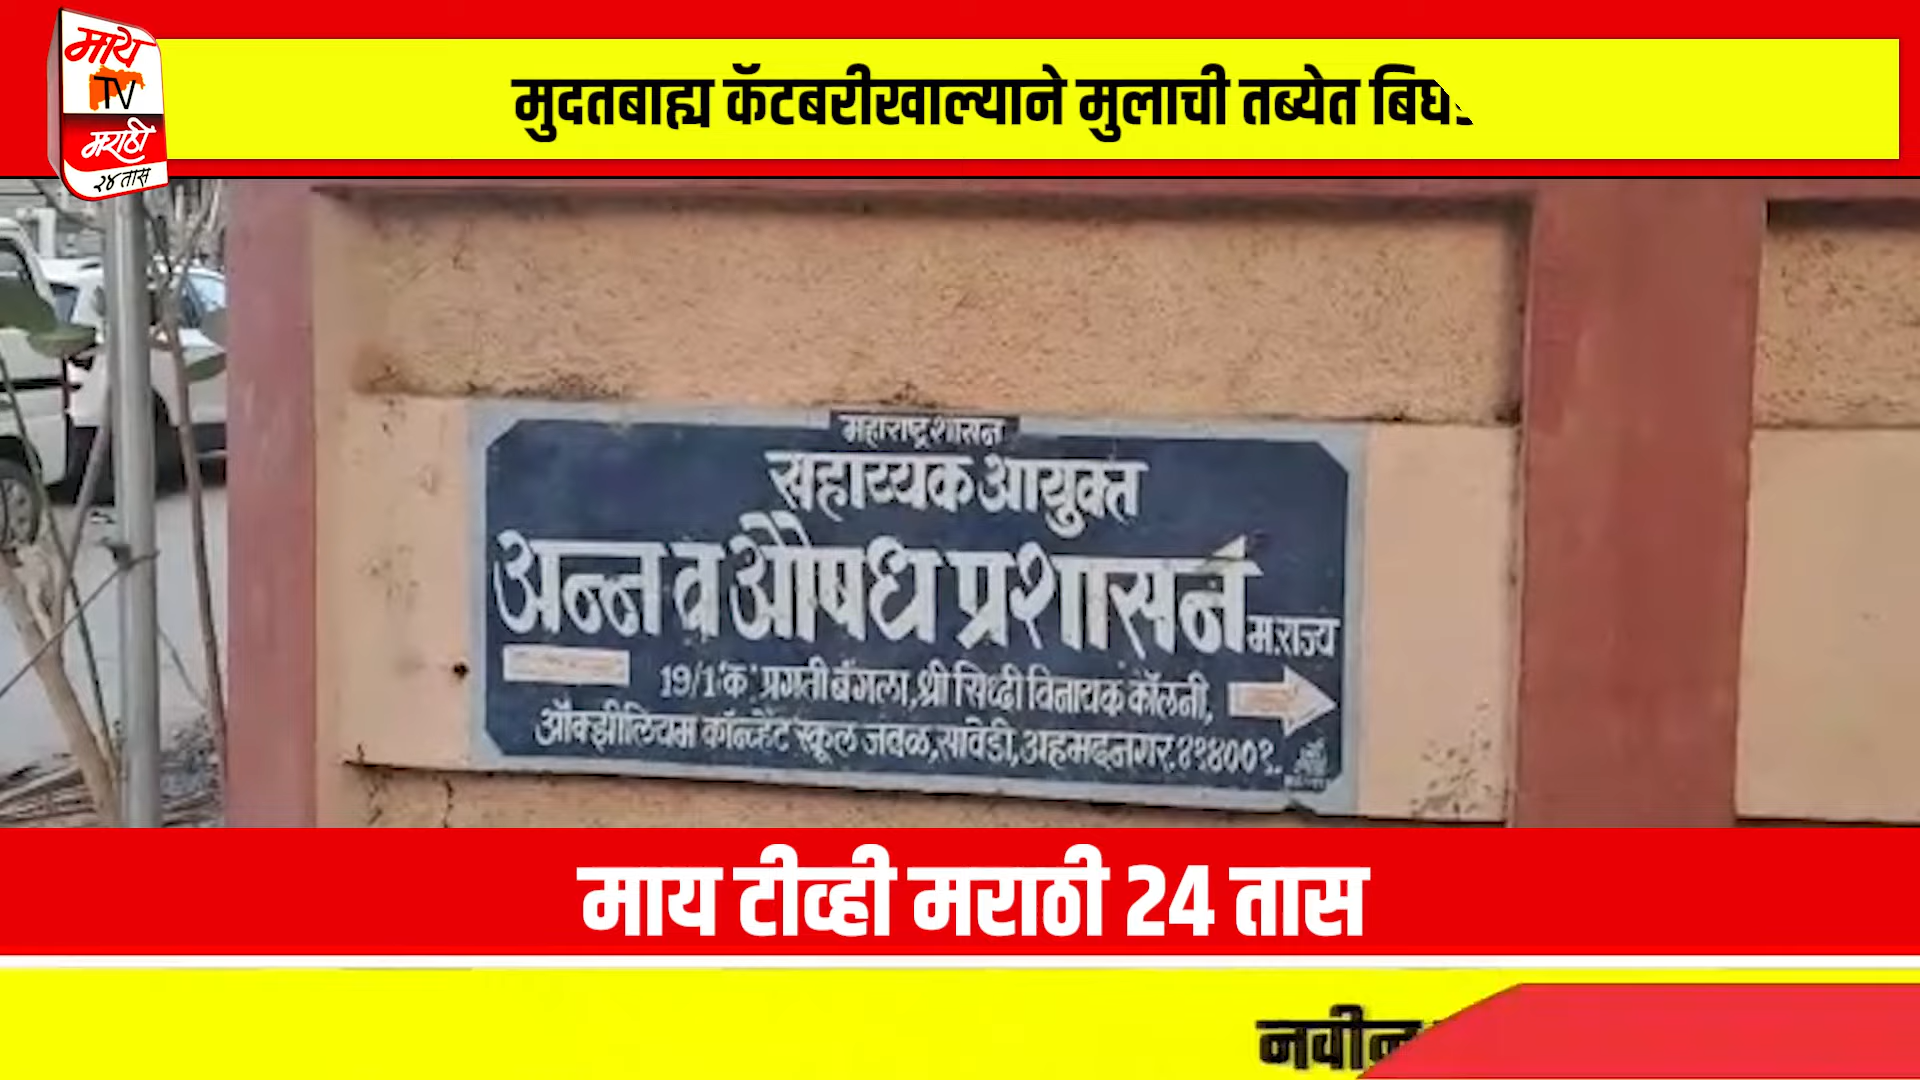 माय
TV
मराठी
२४ तास
मुदतबाह्य कॅटबरीखाल्याने मुलाची तब्येत
महाराष्ट्र शासन
सहाय्यक आयुक्त
अन्न व औषध प्रशासन म.राज्य
19/1'क' प्रगती बंगला, श्री सिध्दी विनायक कॉलनी,
ऑक्झीलियम कॉन्व्हेंट स्कूल जवळ, सावेडी, अहमदनगर. ४१४००१.
माय टीव्ही मराठी 24 तास